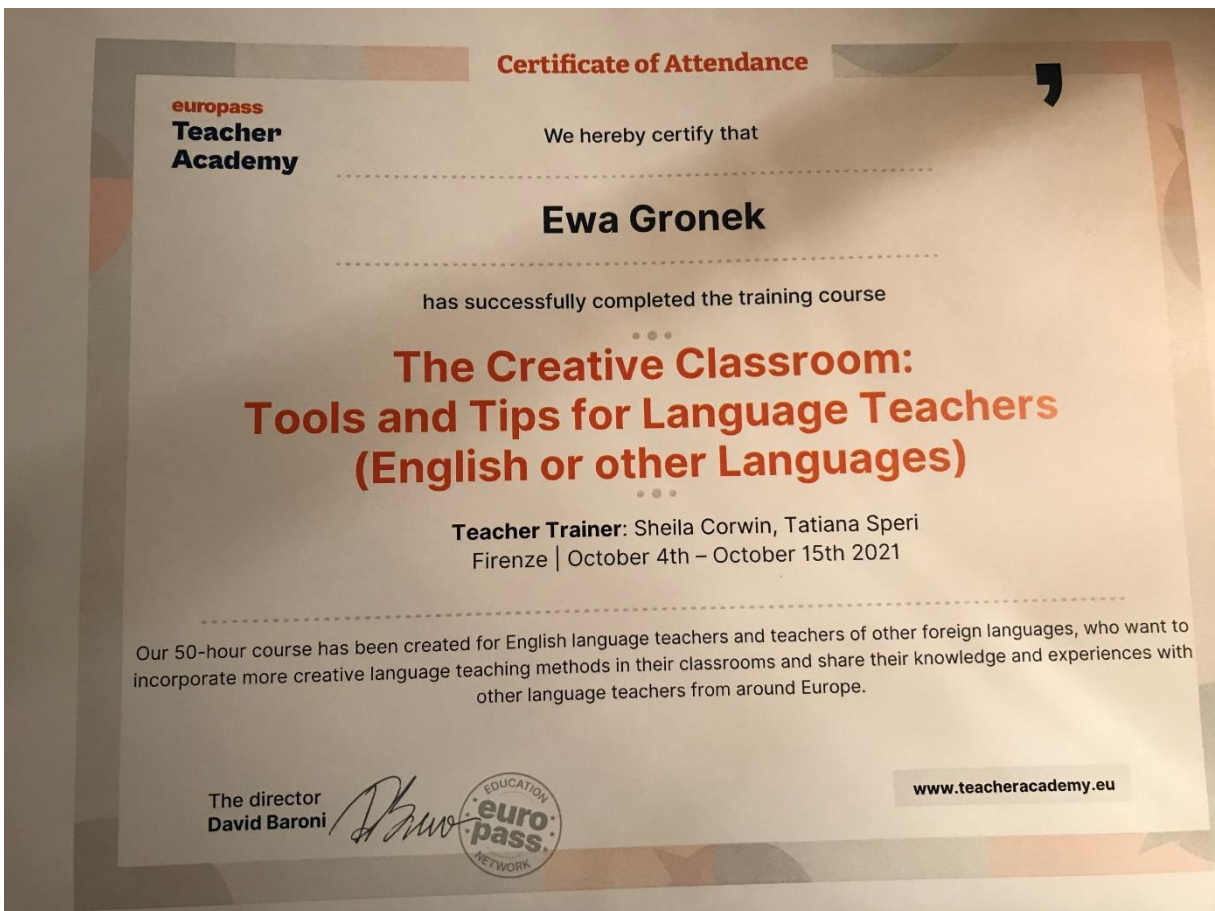 Certificate of Attendance
europass
Teacher
Academy
We hereby certify that
Ewa Gronek
has successfully completed the training course
The Creative Classroom:
Tools and Tips for Language Teachers
(English or other Languages)
Teacher Trainer: Sheila Corwin, Tatiana Speri
Firenze | October 4th – October 15th 2021
Our 50-hour course has been created for English language teachers and teachers of other foreign languages, who want to
incorporate more creative language teaching methods in their classrooms and share their knowledge and experiences with
other language teachers from around Europe.
The director
David Baroni
EDUCATION
euro
pass
NETWORK
www.teacheracademy.eu